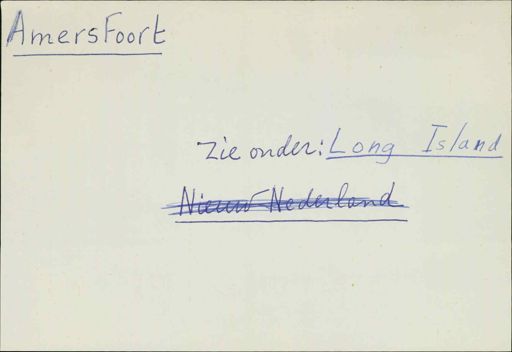 Amersfoort
Zie onder: Long Island
Nieuw-Nederland